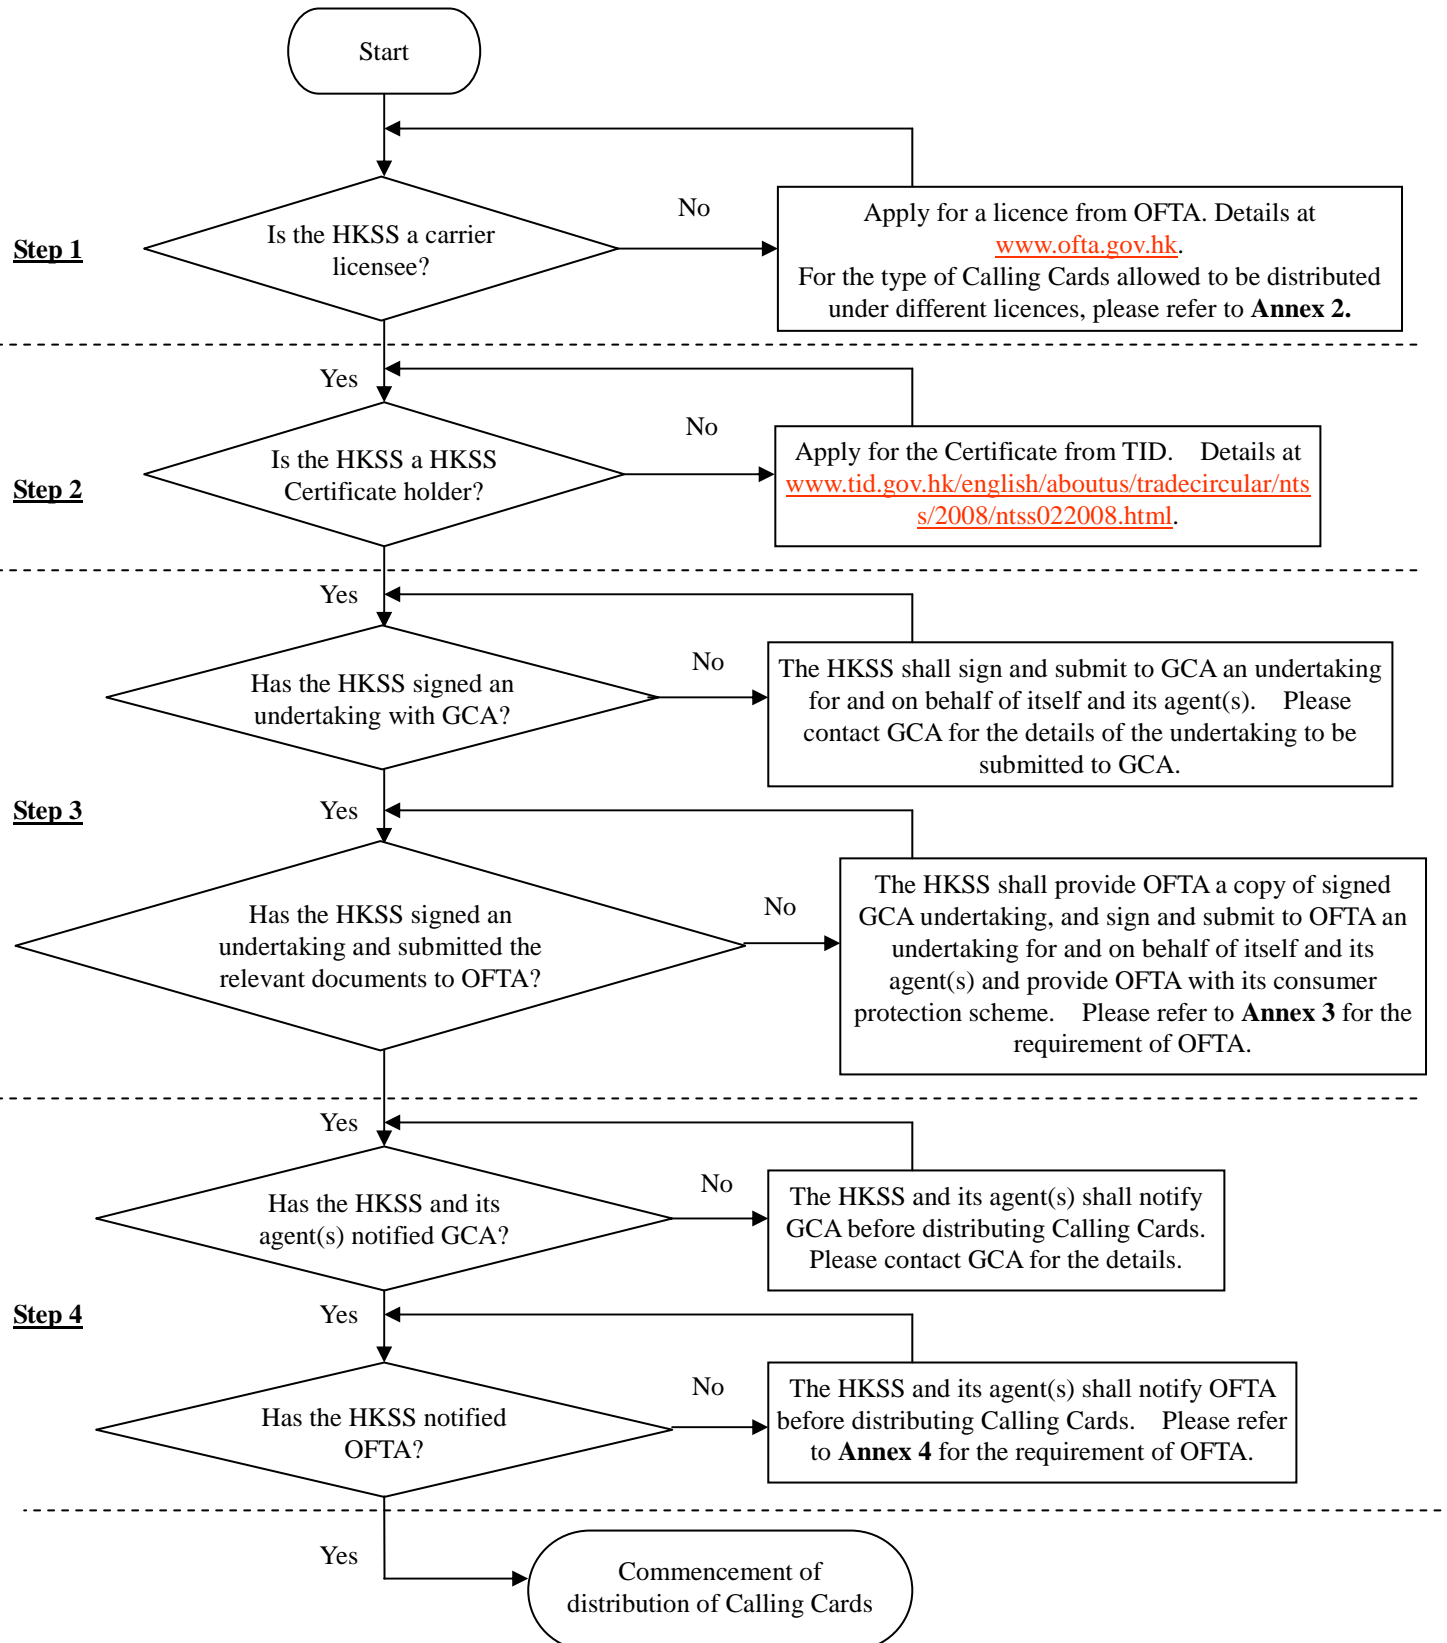 Start
No
Step 1
Is the HKSS a carrier
licensee?
Apply for a licence from OFTA. Details at
www.ofta.gov.hk.
For the type of Calling Cards allowed to be distributed
under different licences, please refer to Annex 2.
Yes
No
Step 2
Is the HKSS a HKSS
Certificate holder?
Apply for the Certificate from TID. Details at
www.tid.gov.hk/english/aboutus/tradecircular/nts
s/2008/ntss022008.html.
Yes
No
Has the HKSS signed an
undertaking with GCA?
The HKSS shall sign and submit to GCA an undertaking
for and on behalf of itself and its agent(s). Please
contact GCA for the details of the undertaking to be
submitted to GCA.
Step 3
Yes
No
Has the HKSS signed an
undertaking and submitted the
relevant documents to OFTA?
The HKSS shall provide OFTA a copy of signed
GCA undertaking, and sign and submit to OFTA an
undertaking for and on behalf of itself and its
agent(s) and provide OFTA with its consumer
protection scheme. Please refer to Annex 3 for the
requirement of OFTA.
Yes
No
Has the HKSS and its
agent(s) notified GCA?
The HKSS and its agent(s) shall notify
GCA before distributing Calling Cards.
Please contact GCA for the details.
Step 4
Yes
No
Has the HKSS notified
OFTA?
The HKSS and its agent(s) shall notify OFTA
before distributing Calling Cards. Please refer
to Annex 4 for the requirement of OFTA.
Yes
Commencement of
distribution of Calling Cards